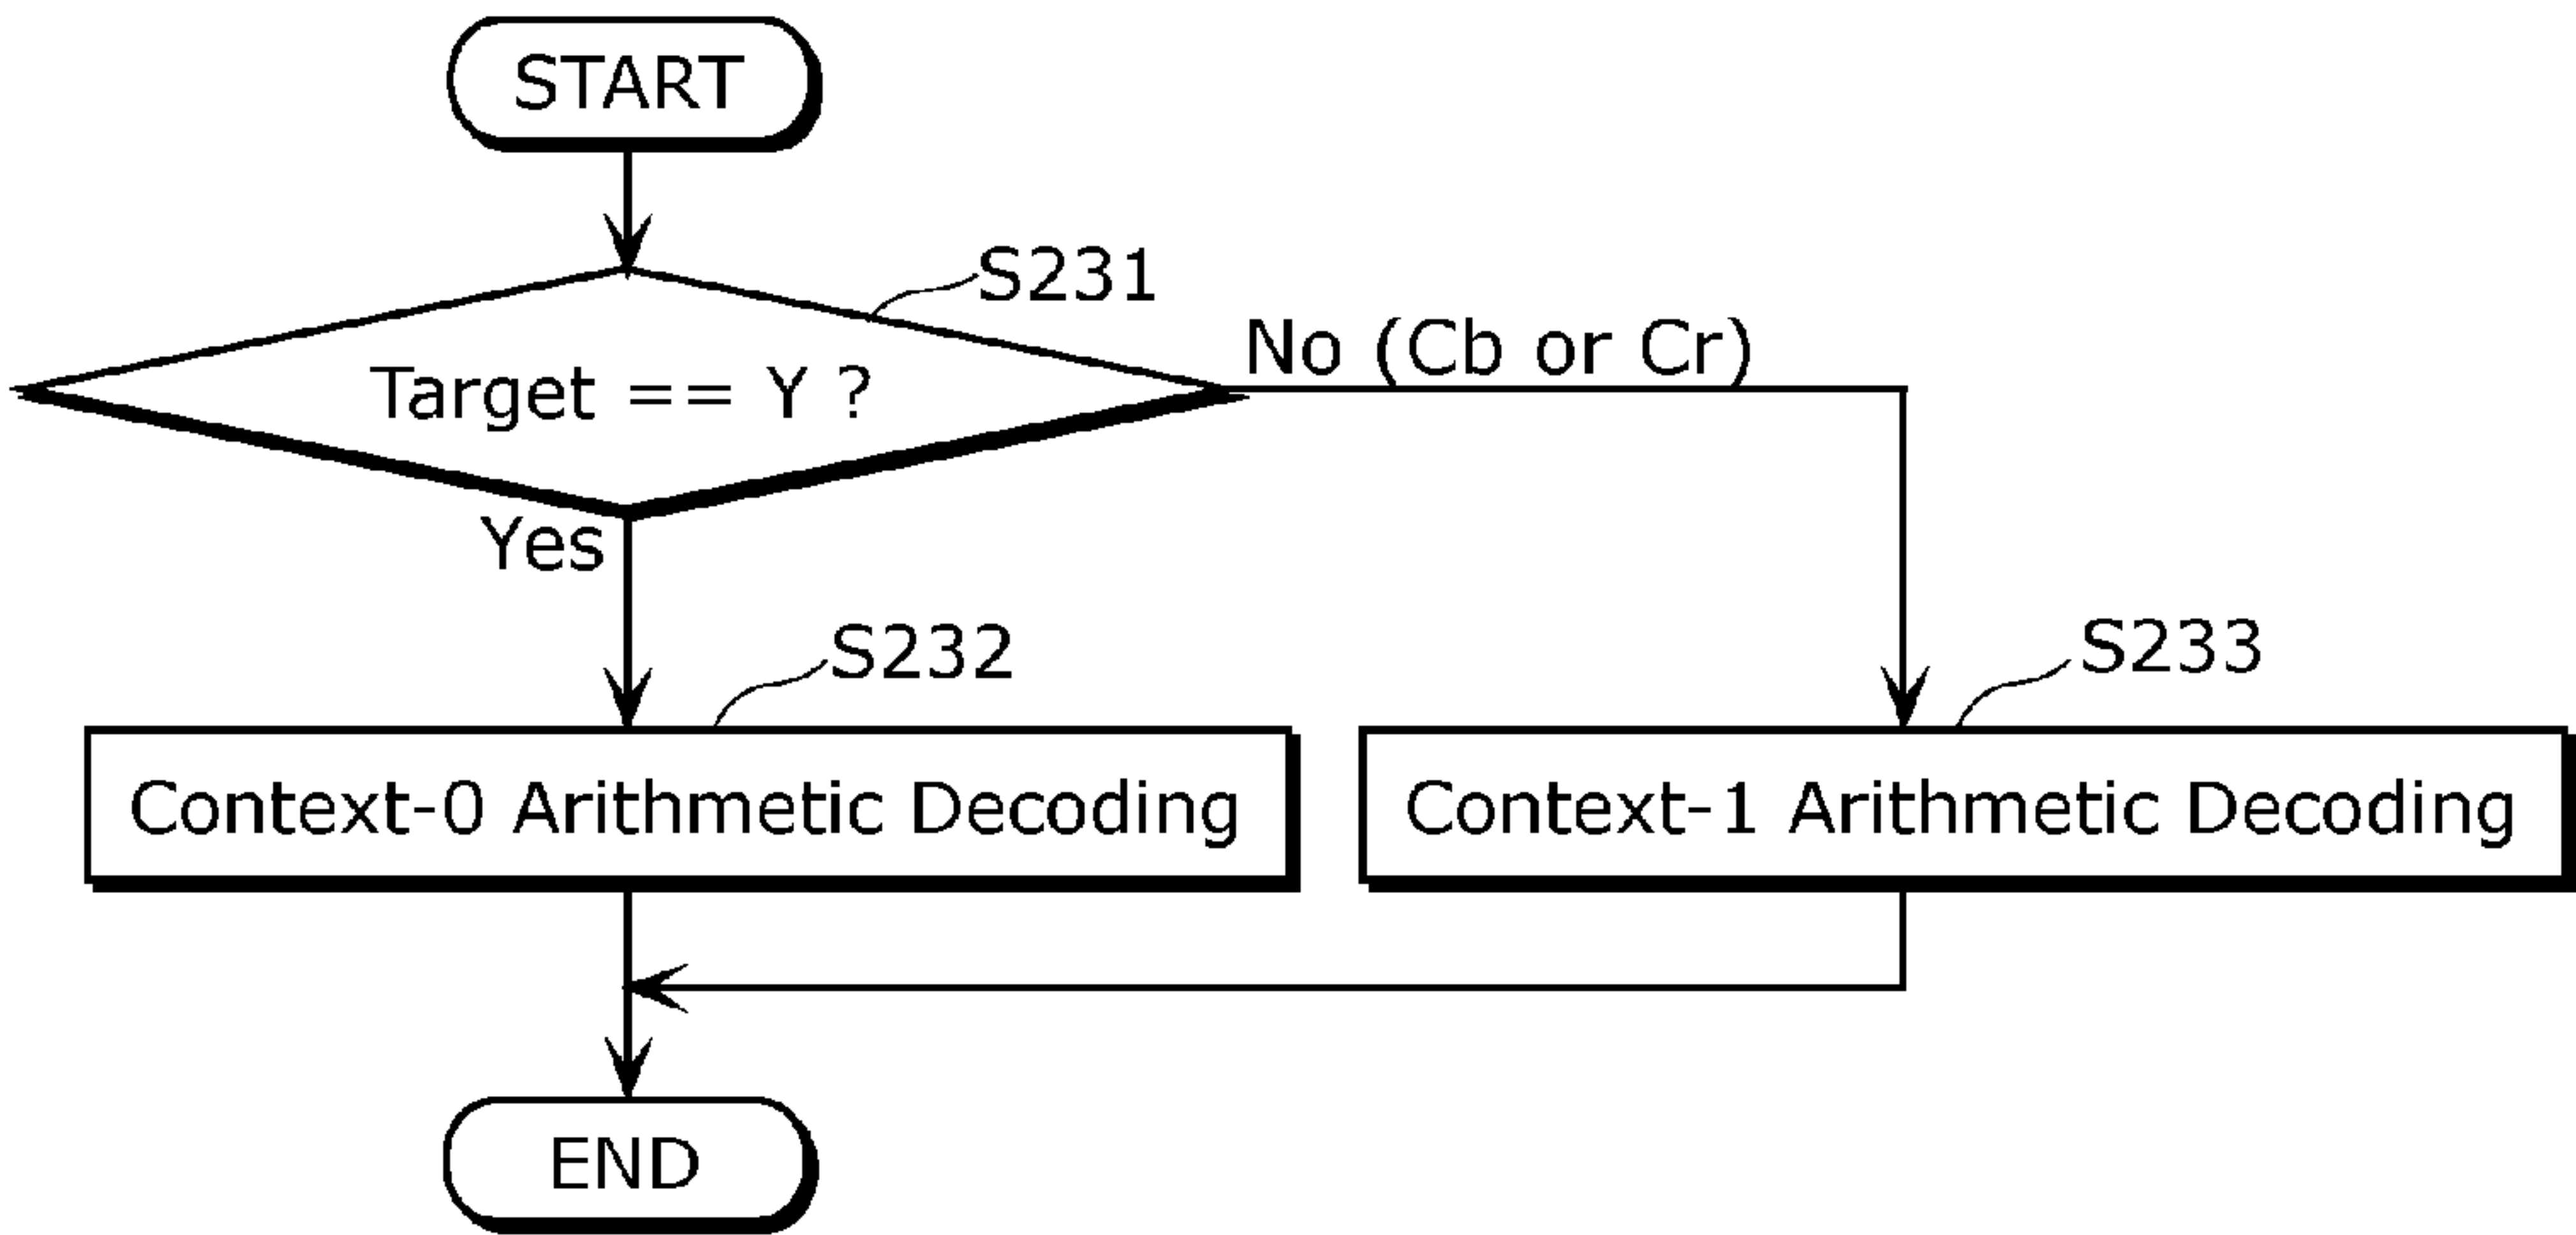 START
S231
No (Cb or Cr)
Target == Y ?
Yes
S232
S233
Context-0 Arithmetic Decoding
Context-1 Arithmetic Decoding
END